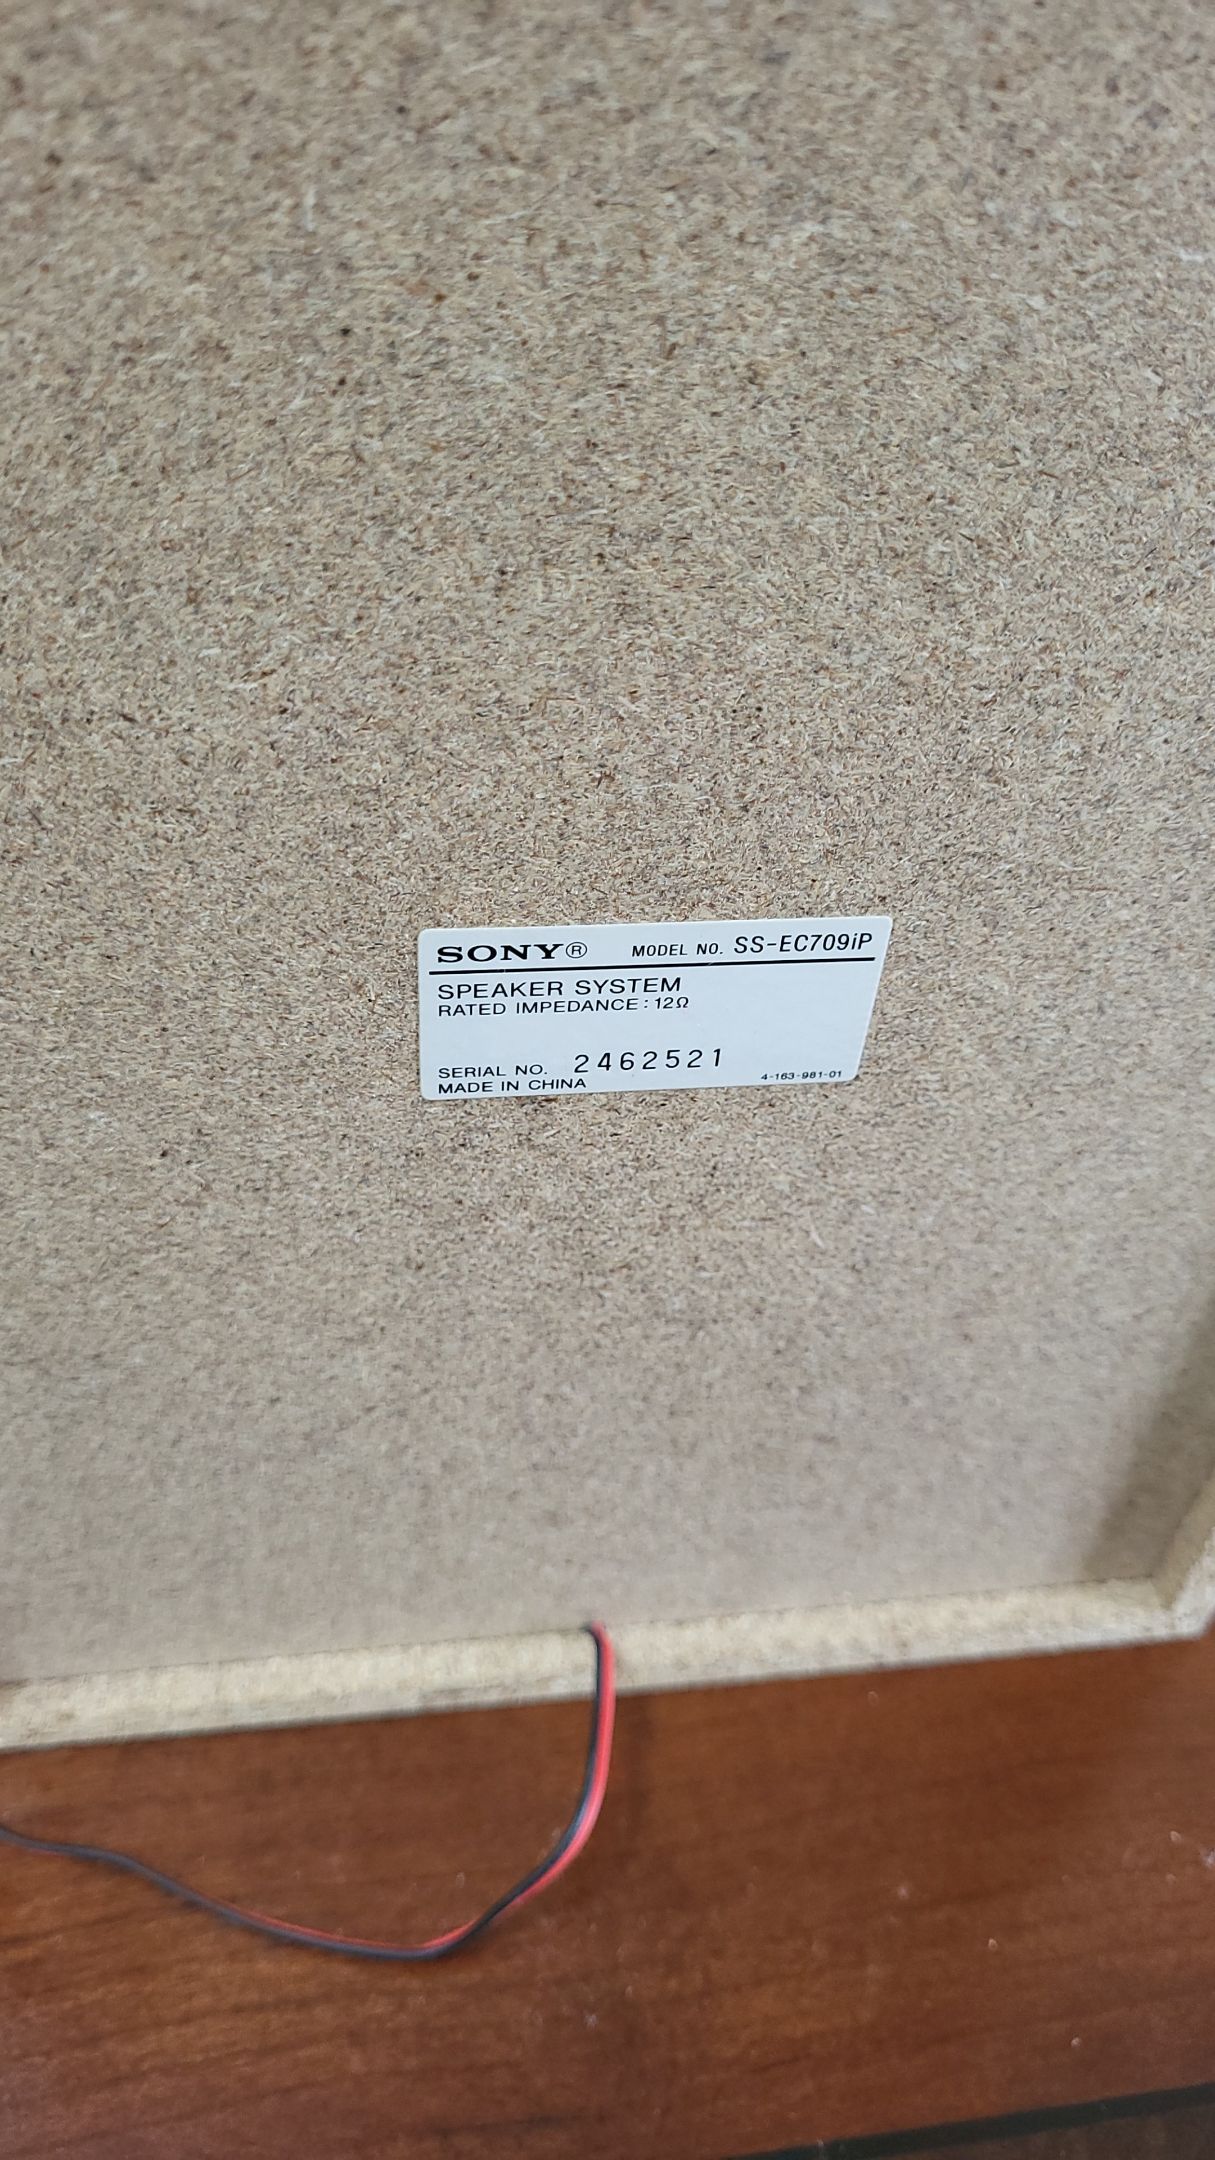 SONY® MODEL NO. SS-EC709iP
SPEAKER SYSTEM
RATED IMPEDANCE : 12Ω
SERIAL NO. 2462521
MADE IN CHINA 4-163-981-01